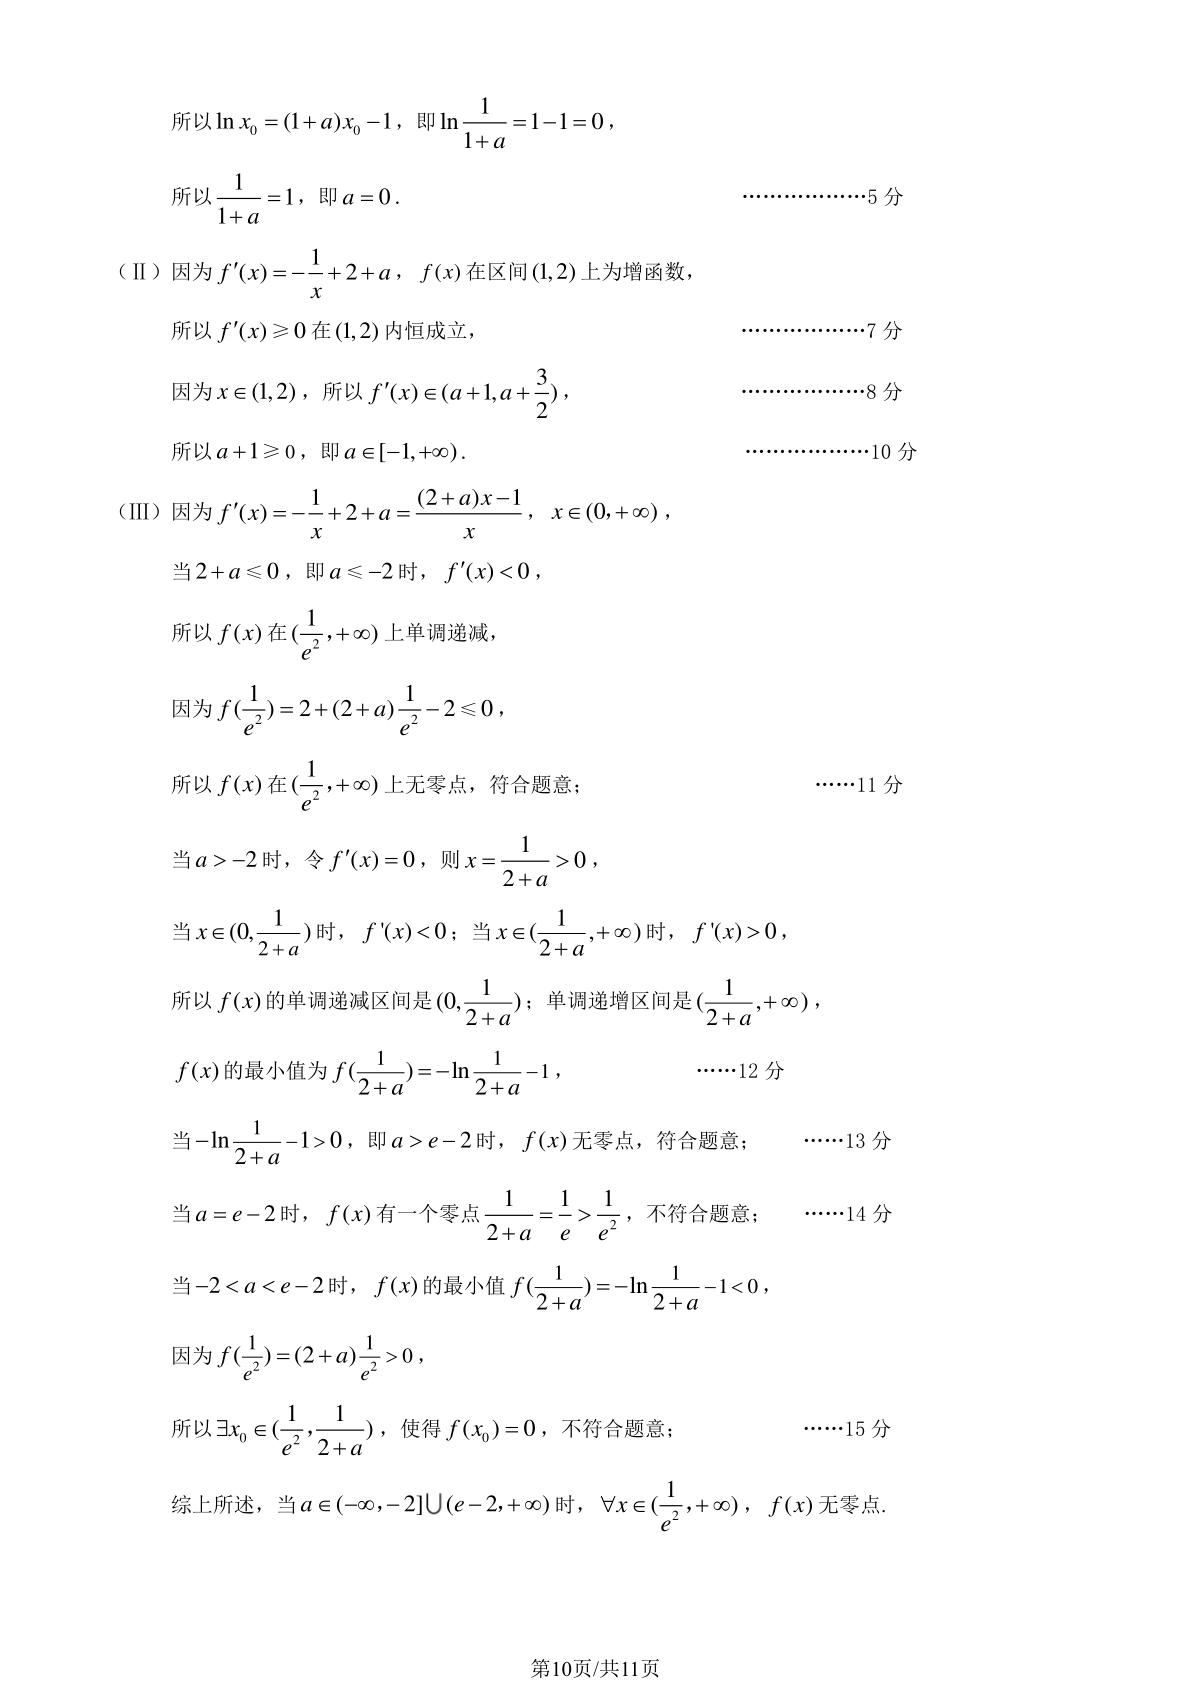 所以 ln x₀ = (1+a)x₀ −1，即 ln 1/(1+a) = 1−1 = 0，
所以 1/(1+a) = 1，即 a = 0． ………………5 分
（Ⅱ）因为 f′(x) = −1/x + 2 + a，f(x) 在区间 (1, 2) 上为增函数，
所以 f′(x) ≥ 0 在 (1, 2) 内恒成立， ………………7 分
因为 x∈(1, 2)，所以 f′(x)∈(a+1, a+3/2)， ………………8 分
所以 a+1 ≥ 0，即 a∈[−1, +∞)． ………………10 分
（Ⅲ）因为 f′(x) = −1/x + 2 + a = ((2+a)x−1)/x，x∈(0，+∞)，
当 2+a ≤ 0，即 a ≤ −2 时，f′(x) < 0，
所以 f(x) 在 (1/e²，+∞) 上单调递减，
因为 f(1/e²) = 2+(2+a)1/e² − 2 ≤ 0，
所以 f(x) 在 (1/e²，+∞) 上无零点，符合题意； ……11 分
当 a > −2 时，令 f′(x) = 0，则 x = 1/(2+a) > 0，
当 x∈(0, 1/(2+a)) 时，f '(x) < 0；当 x∈(1/(2+a), +∞) 时，f '(x) > 0，
所以 f(x) 的单调递减区间是 (0, 1/(2+a))；单调递增区间是 (1/(2+a), +∞)，
f(x) 的最小值为 f(1/(2+a)) = −ln 1/(2+a) −1， ……12 分
当 −ln 1/(2+a) −1 > 0，即 a > e−2 时，f(x) 无零点，符合题意； ……13 分
当 a = e−2 时，f(x) 有一个零点 1/(2+a) = 1/e > 1/e²，不符合题意； ……14 分
当 −2 < a < e−2 时，f(x) 的最小值 f(1/(2+a)) = −ln 1/(2+a) −1 < 0，
因为 f(1/e²) = (2+a)1/e² > 0，
所以 ∃x₀∈(1/e²，1/(2+a))，使得 f(x₀) = 0，不符合题意； ……15 分
综上所述，当 a∈(−∞，−2]∪(e−2，+∞) 时，∀x∈(1/e²，+∞)，f(x) 无零点.
第10页/共11页